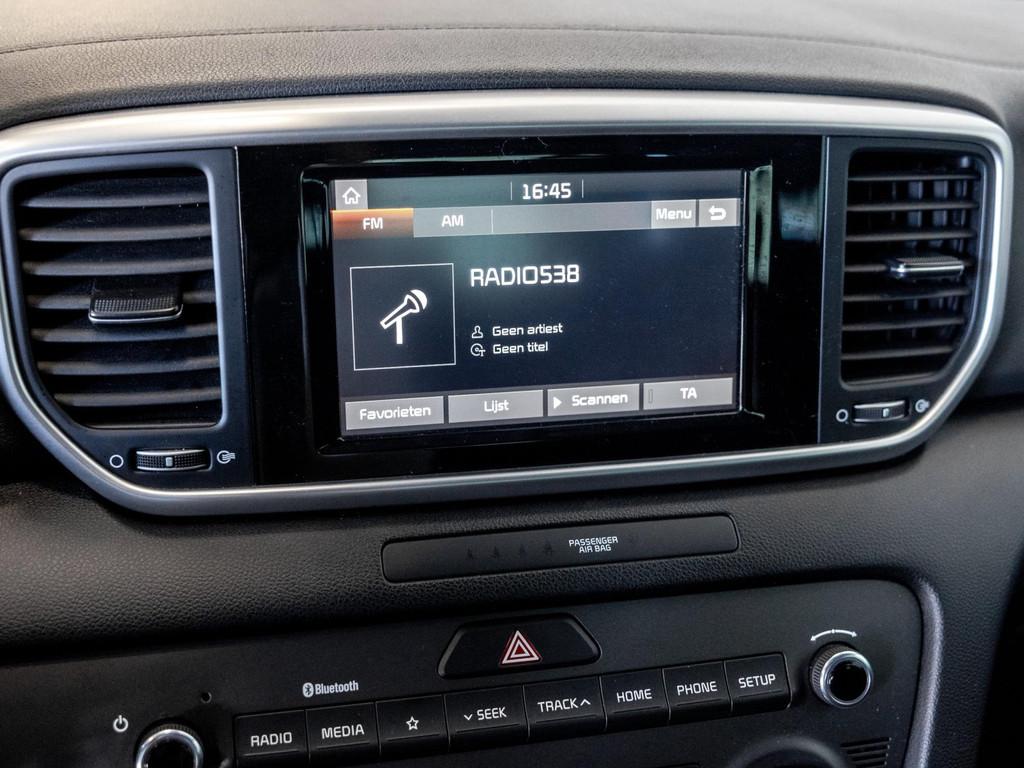 16:45
FM AM Menu
RADIO538
Geen artiest
Geen titel
Favorieten Lijst Scannen TA
PASSENGER
AIR BAG
Bluetooth
RADIO MEDIA SEEK TRACK HOME PHONE SETUP